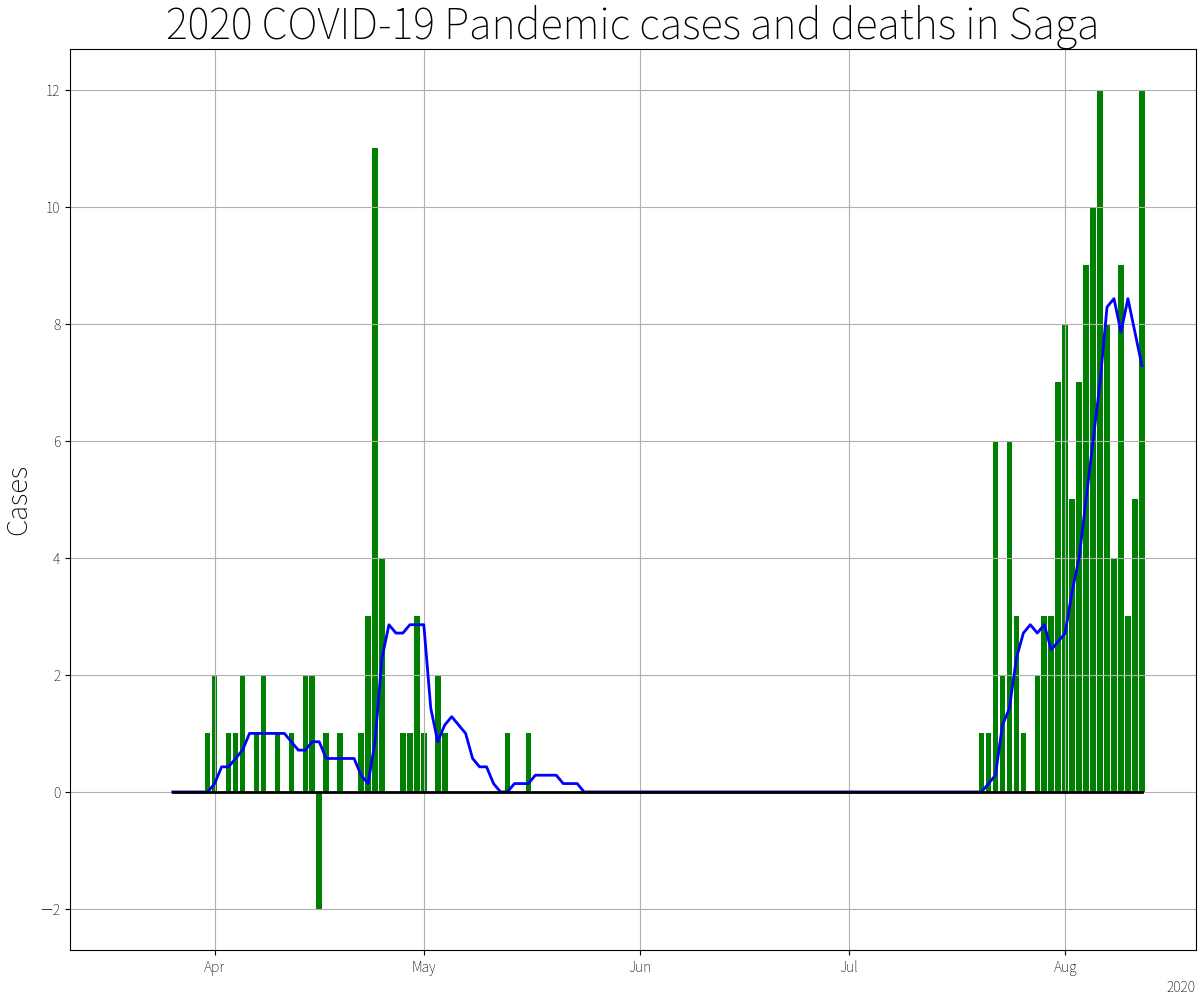 2020 COVID-19 Pandemic cases and deaths in Saga
Cases
12
10
8
6
4
2
0
−2
Apr
May
Jun
Jul
Aug
2020